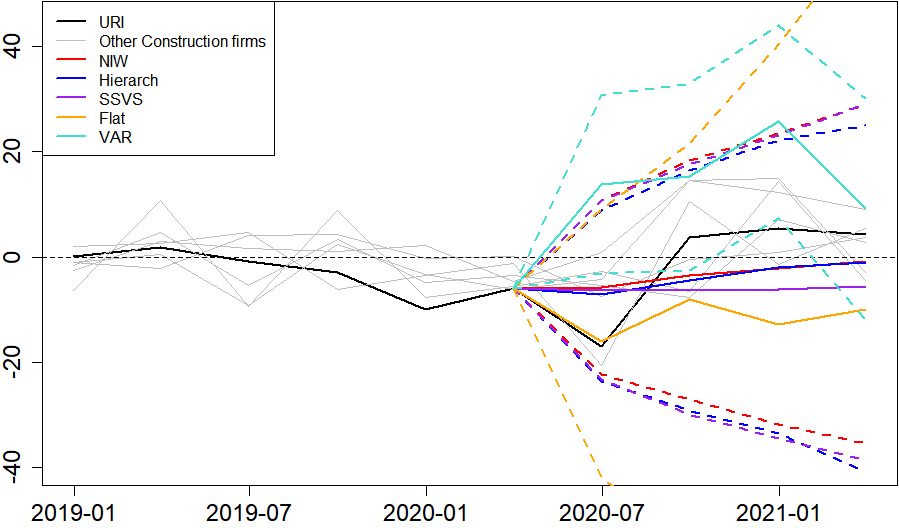 URI
Other Construction firms
NIW
Hierarch
SSVS
Flat
VAR
40
20
0
-20
-40
2019-01 2019-07 2020-01 2020-07 2021-01